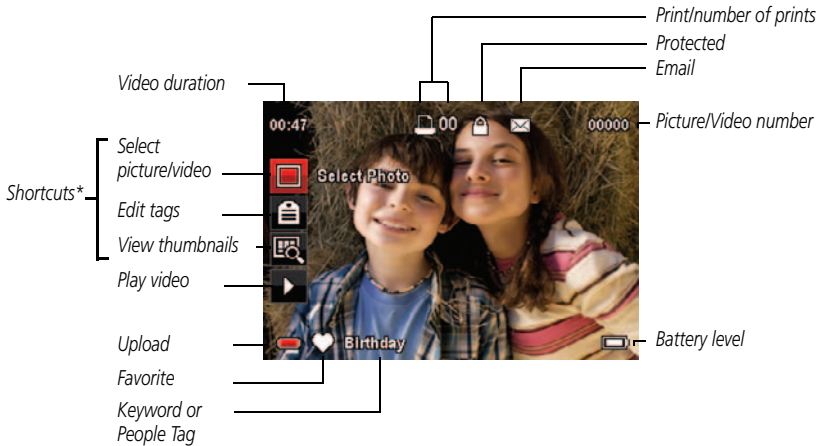 Print/number of prints
Protected
Email
Video duration
00:47
00
00000
Picture/Video number
Select
picture/video
Select Photo
Shortcuts*
Edit tags
View thumbnails
Play video
Upload
Birthday
Battery level
Favorite
Keyword or
People Tag